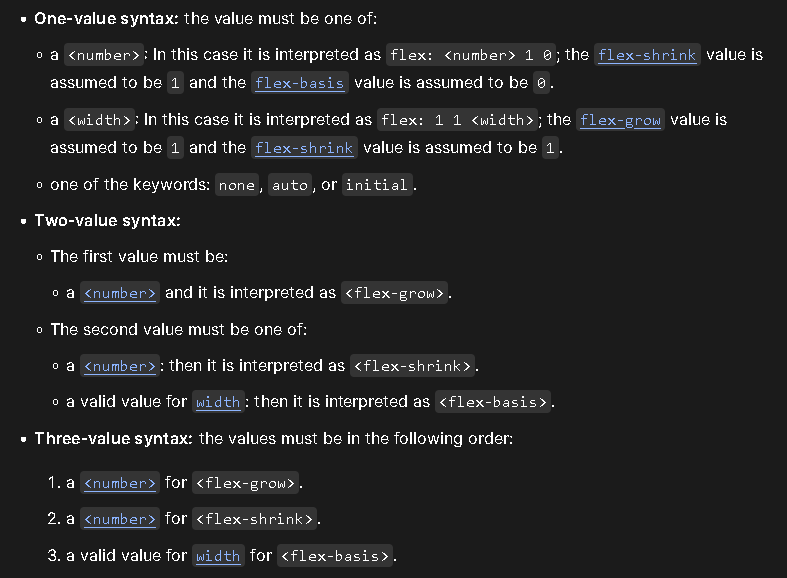 • One-value syntax: the value must be one of:
◦ a <number>: In this case it is interpreted as flex: <number> 1 0; the flex-shrink value is
assumed to be 1 and the flex-basis value is assumed to be 0.
◦ a <width>: In this case it is interpreted as flex: 1 1 <width>; the flex-grow value is
assumed to be 1 and the flex-shrink value is assumed to be 1.
◦ one of the keywords: none, auto, or initial.
• Two-value syntax:
◦ The first value must be:
◦ a <number> and it is interpreted as <flex-grow>.
◦ The second value must be one of:
◦ a <number>: then it is interpreted as <flex-shrink>.
◦ a valid value for width: then it is interpreted as <flex-basis>.
• Three-value syntax: the values must be in the following order:
1. a <number> for <flex-grow>.
2. a <number> for <flex-shrink>.
3. a valid value for width for <flex-basis>.